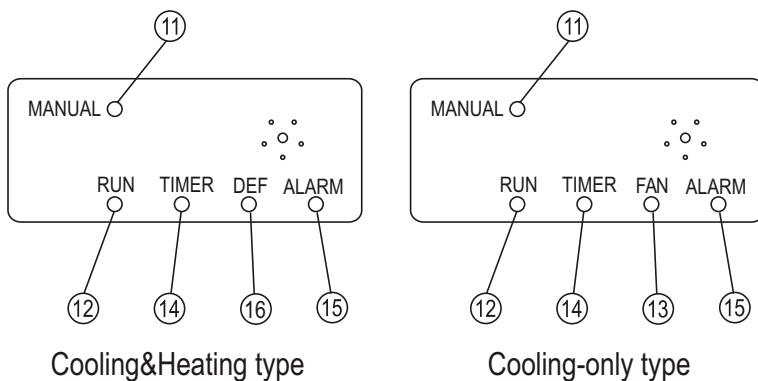 11
MANUAL
RUN TIMER DEF ALARM
12 14 16 15
Cooling&Heating type
11
MANUAL
RUN TIMER FAN ALARM
12 14 13 15
Cooling-only type